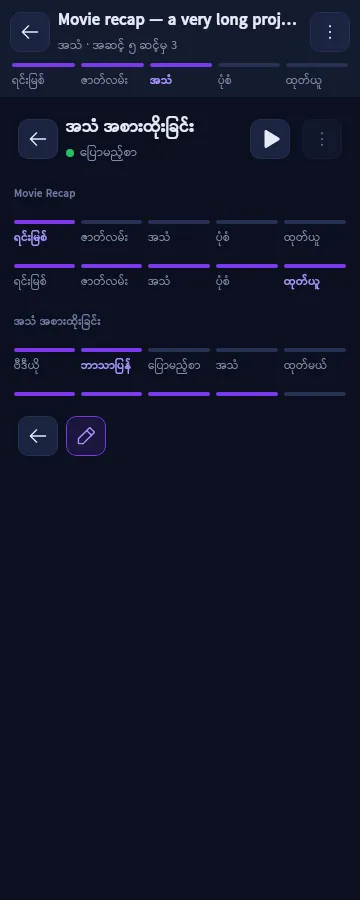 Movie recap — a very long proj...
အသံ · အဆင့် ၅ ဆင့်မှ 3
ရင်းမြစ် ဇာတ်လမ်း အသံ ပုံစံ ထုတ်ယူ
အသံ အစားထိုးခြင်း
ပြောမည့်စာ
Movie Recap
ရင်းမြစ် ဇာတ်လမ်း အသံ ပုံစံ ထုတ်ယူ
ရင်းမြစ် ဇာတ်လမ်း အသံ ပုံစံ ထုတ်ယူ
အသံ အစားထိုးခြင်း
ဗီဒီယို ဘာသာပြန် ပြောမည့်စာ အသံ ထုတ်မယ်